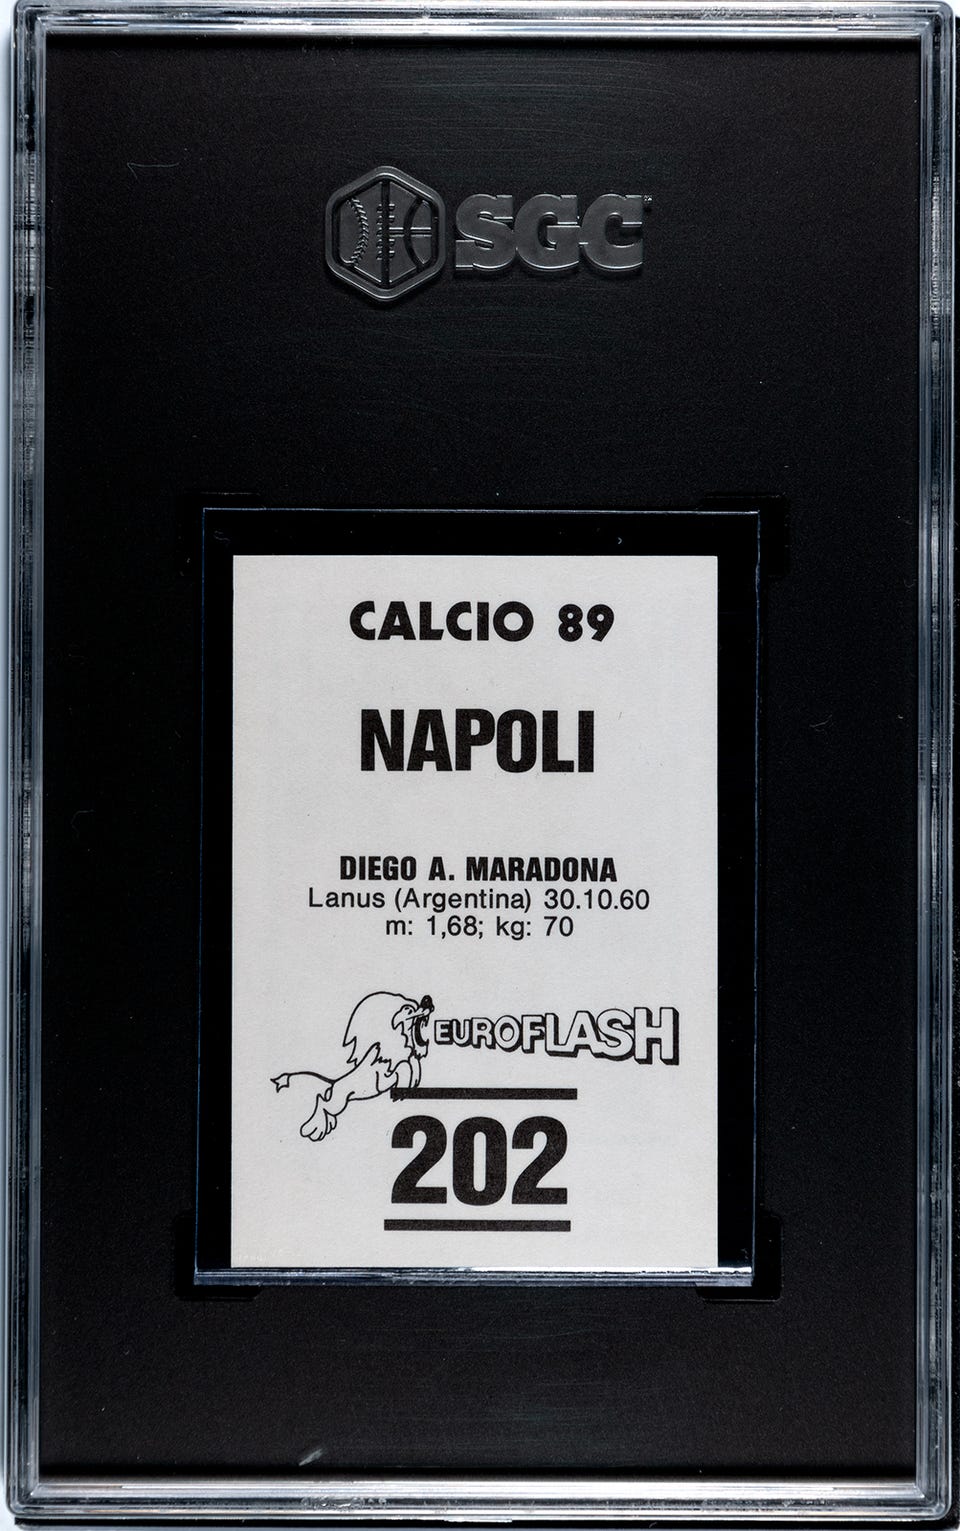 SGC
CALCIO 89
NAPOLI
DIEGO A. MARADONA
Lanus (Argentina) 30.10.60
m: 1,68; kg: 70
EUROFLASH
202